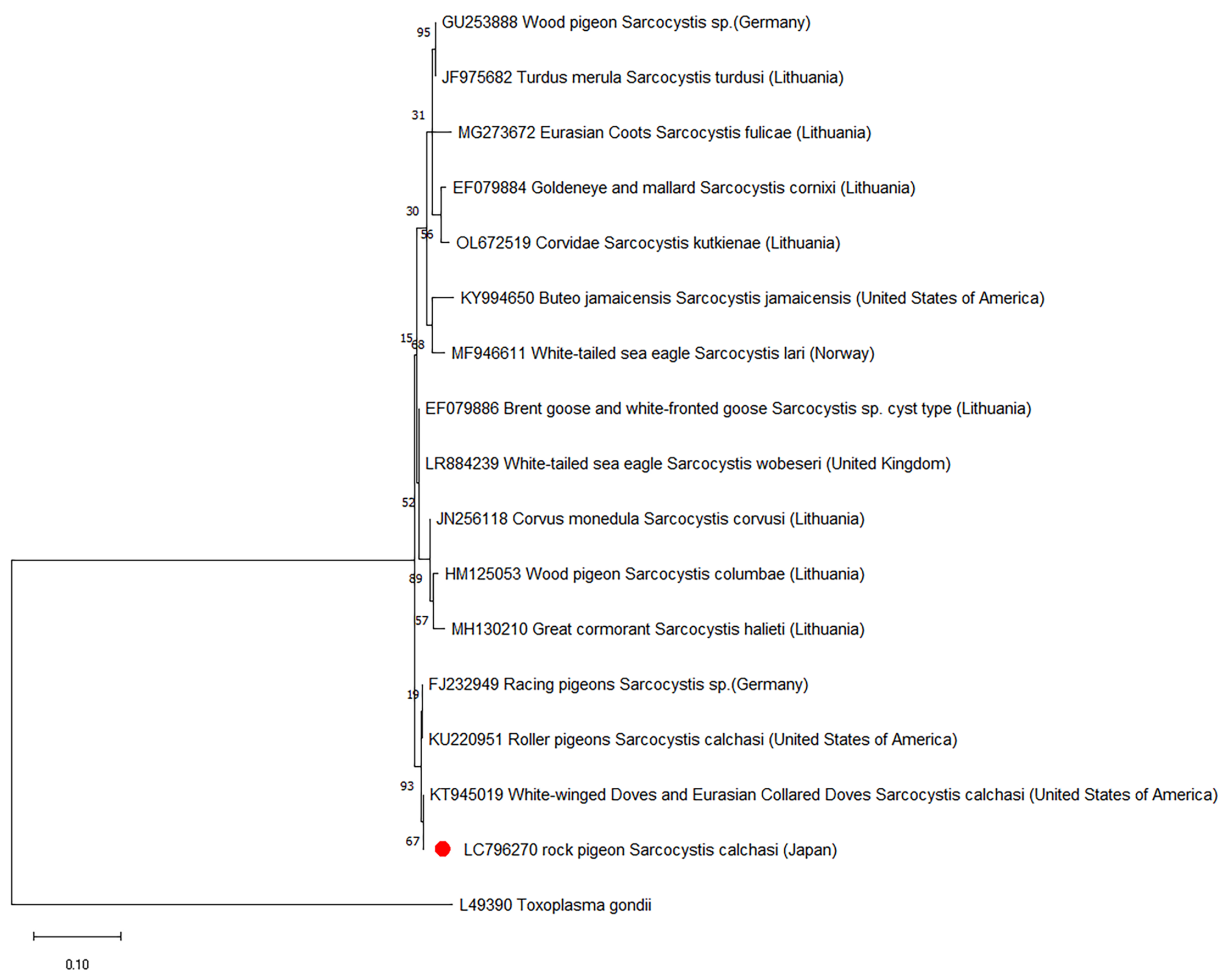 GU253888 Wood pigeon Sarcocystis sp.(Germany)
95
JF975682 Turdus merula Sarcocystis turdusi (Lithuania)
31
MG273672 Eurasian Coots Sarcocystis fulicae (Lithuania)
EF079884 Goldeneye and mallard Sarcocystis cornixi (Lithuania)
30
56
OL672519 Corvidae Sarcocystis kutkienae (Lithuania)
KY994650 Buteo jamaicensis Sarcocystis jamaicensis (United States of America)
15
68
MF946611 White-tailed sea eagle Sarcocystis lari (Norway)
EF079886 Brent goose and white-fronted goose Sarcocystis sp. cyst type (Lithuania)
LR884239 White-tailed sea eagle Sarcocystis wobeseri (United Kingdom)
52
JN256118 Corvus monedula Sarcocystis corvusi (Lithuania)
HM125053 Wood pigeon Sarcocystis columbae (Lithuania)
89
57
MH130210 Great cormorant Sarcocystis halieti (Lithuania)
FJ232949 Racing pigeons Sarcocystis sp.(Germany)
19
KU220951 Roller pigeons Sarcocystis calchasi (United States of America)
93
KT945019 White-winged Doves and Eurasian Collared Doves Sarcocystis calchasi (United States of America)
67
LC796270 rock pigeon Sarcocystis calchasi (Japan)
L49390 Toxoplasma gondii
0.10